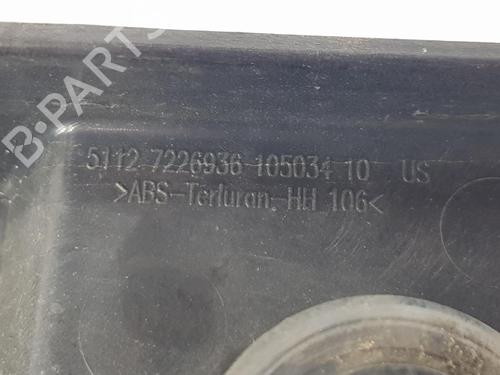 B-PARTS
5112 7226936 105034 10 US
>ABS-Terluran-HH 106<